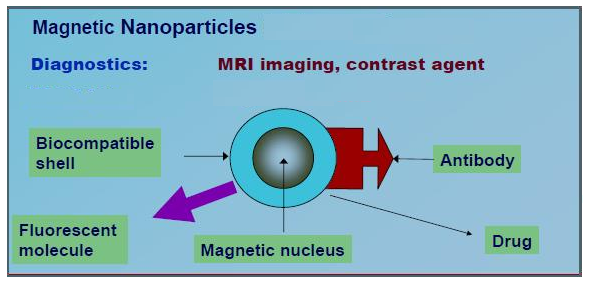 Magnetic Nanoparticles
Diagnostics: MRI imaging, contrast agent
Biocompatible
shell
Antibody
Fluorescent
molecule
Magnetic nucleus
Drug